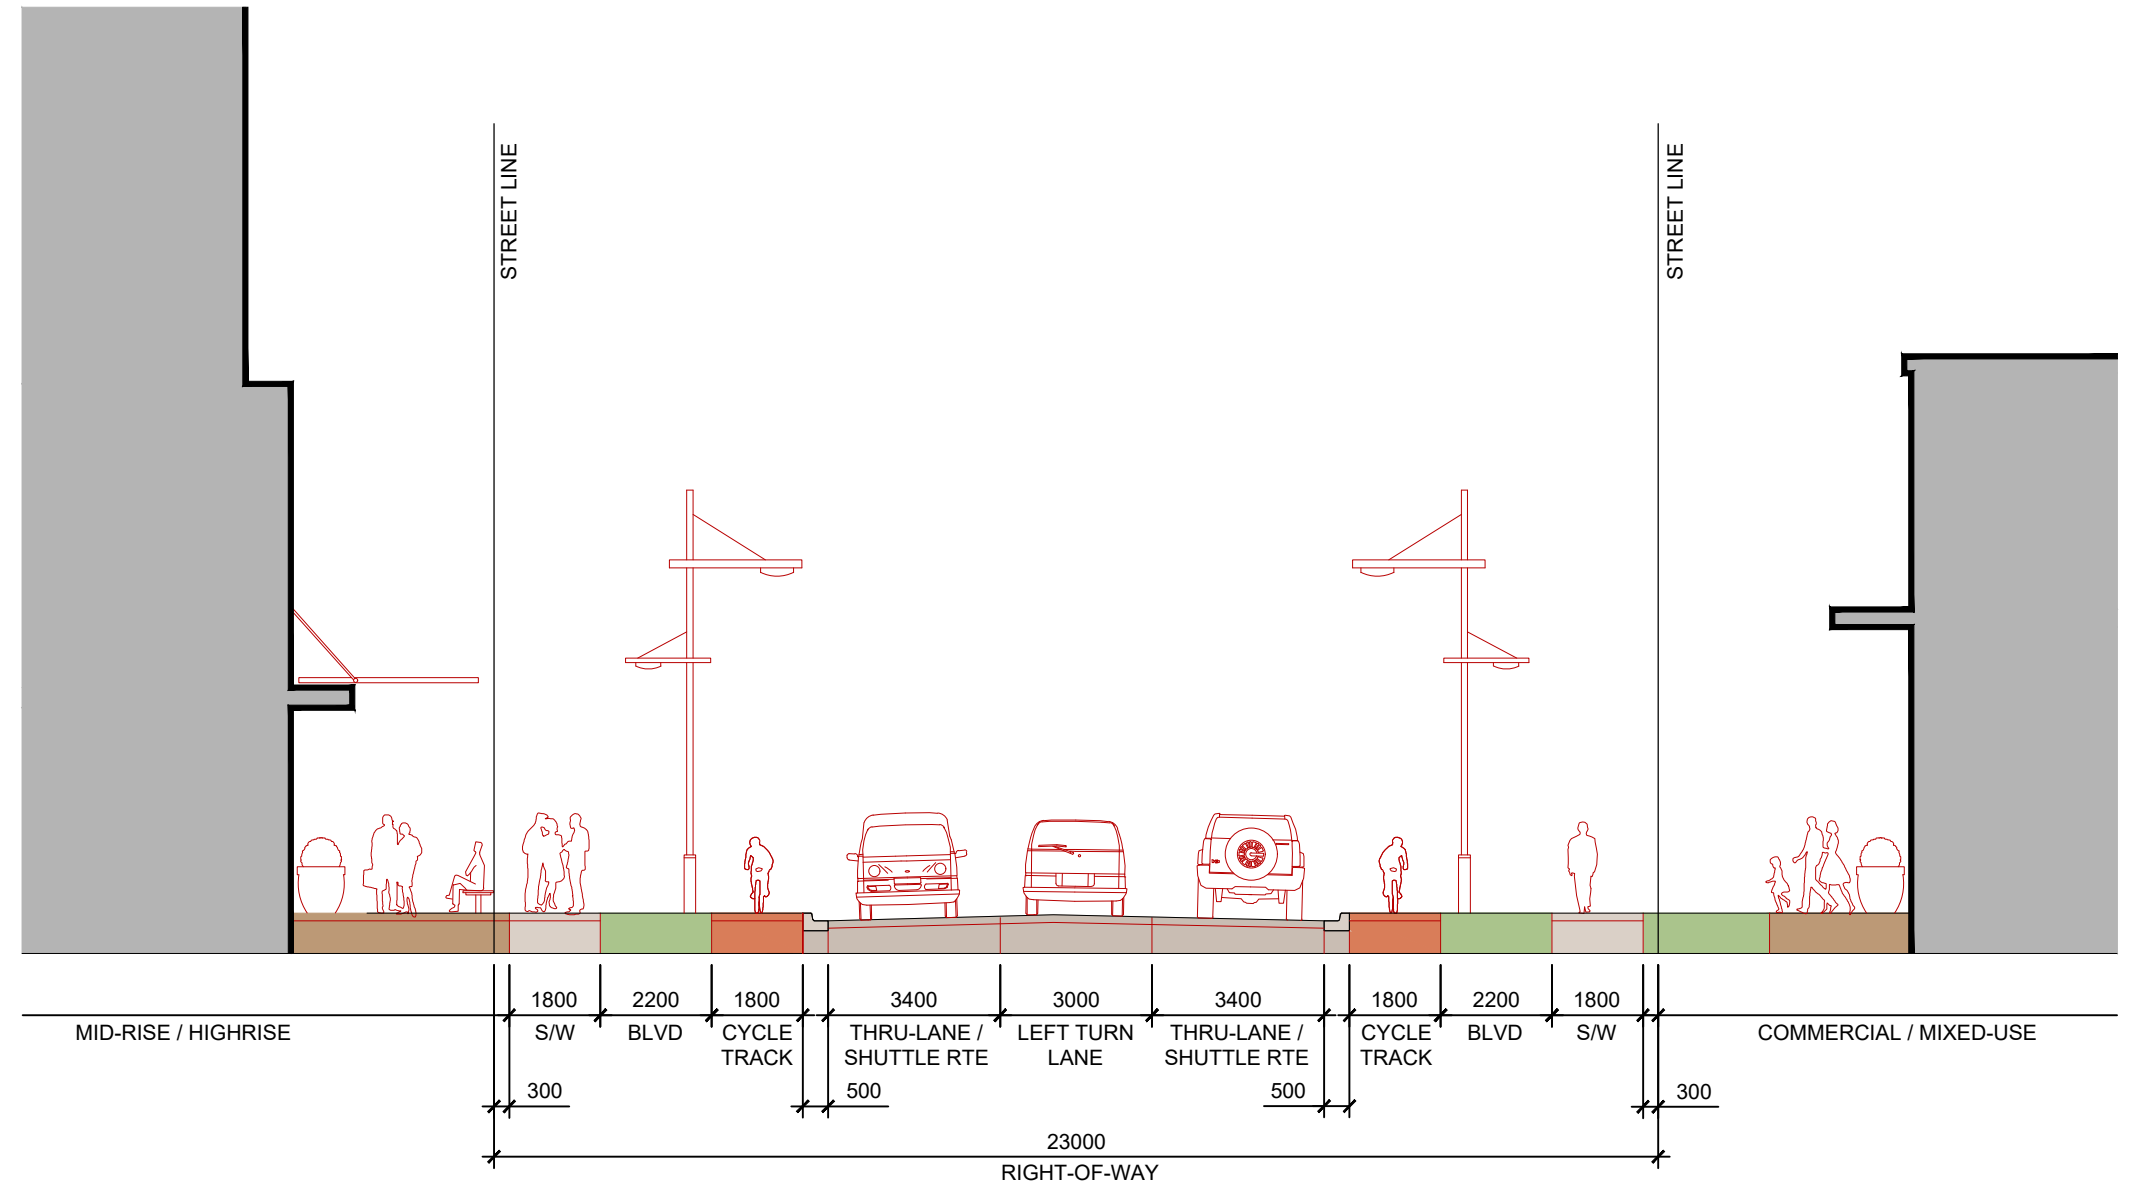 STREET LINE
STREET LINE
1800
2200
1800
3400
3000
3400
1800
2200
1800
MID-RISE / HIGHRISE
S/W
BLVD
CYCLE
TRACK
THRU-LANE /
SHUTTLE RTE
LEFT TURN
LANE
THRU-LANE /
SHUTTLE RTE
CYCLE
TRACK
BLVD
S/W
COMMERCIAL / MIXED-USE
300
500
500
300
23000
RIGHT-OF-WAY